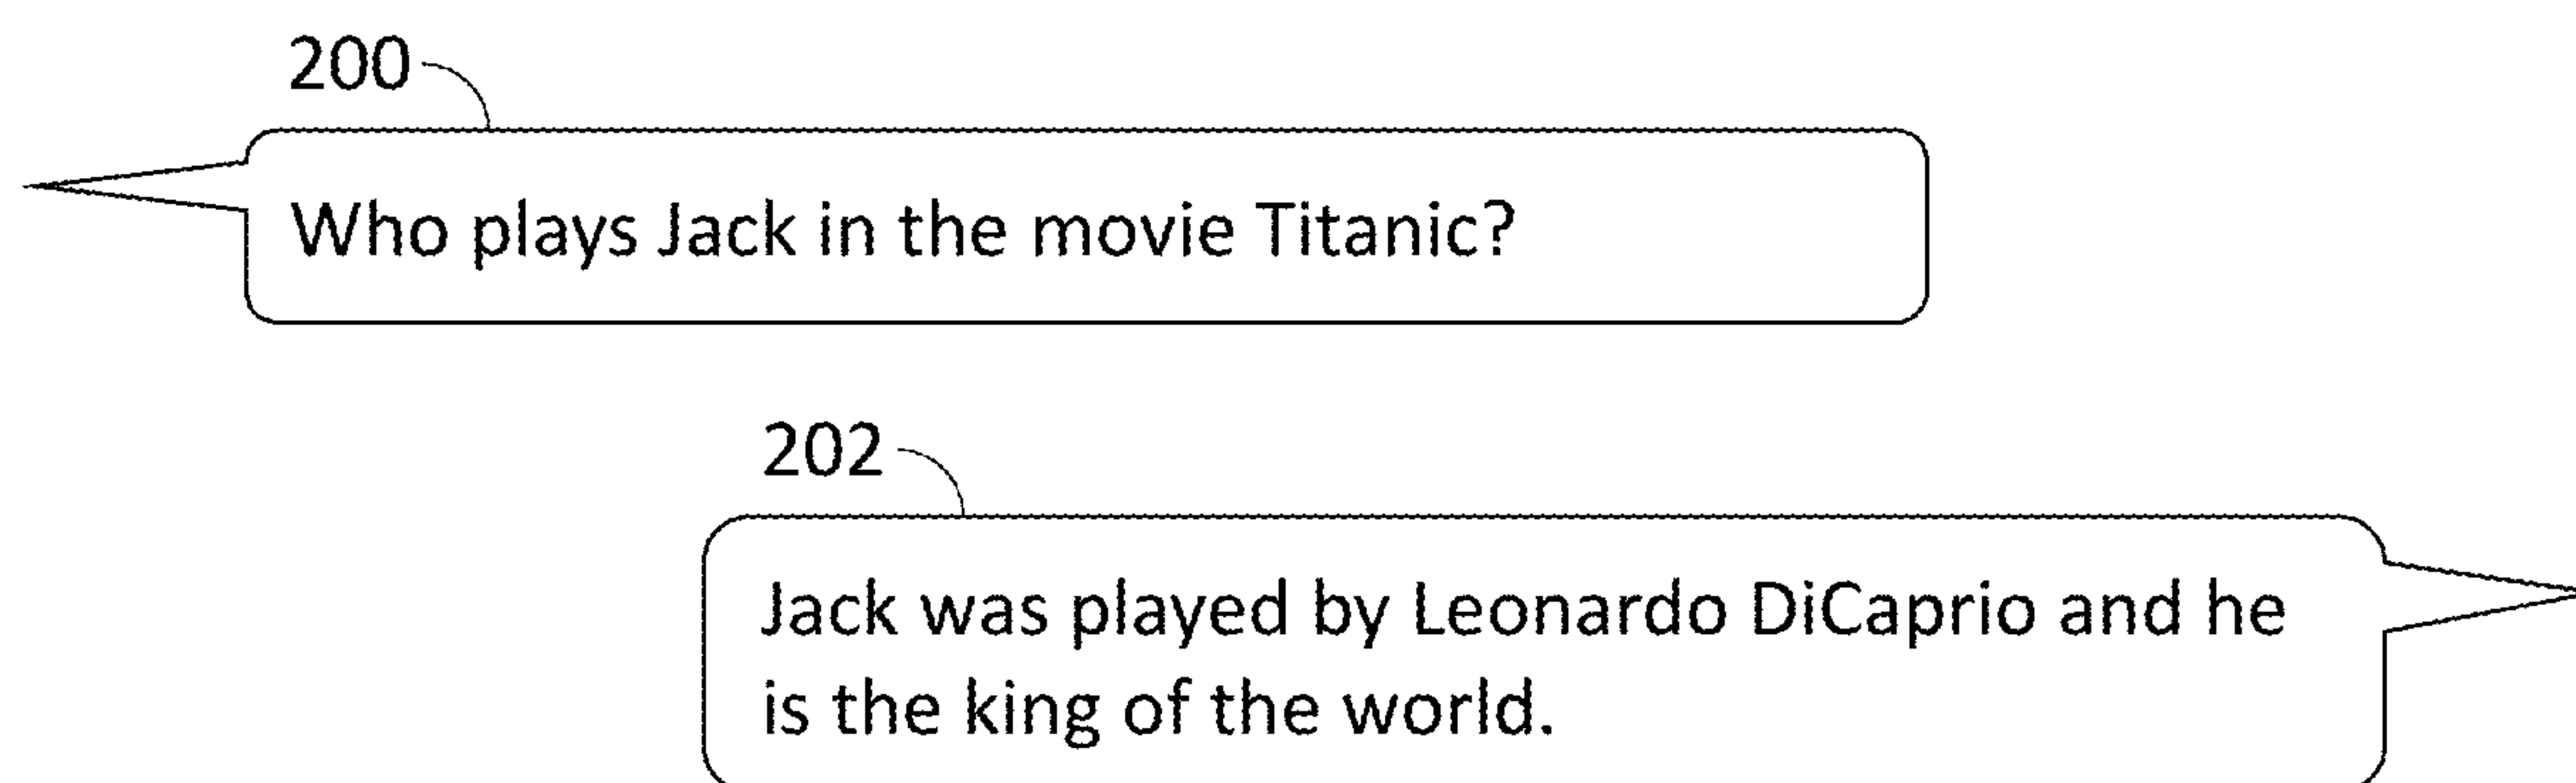 200
Who plays Jack in the movie Titanic?
202
Jack was played by Leonardo DiCaprio and he
is the king of the world.